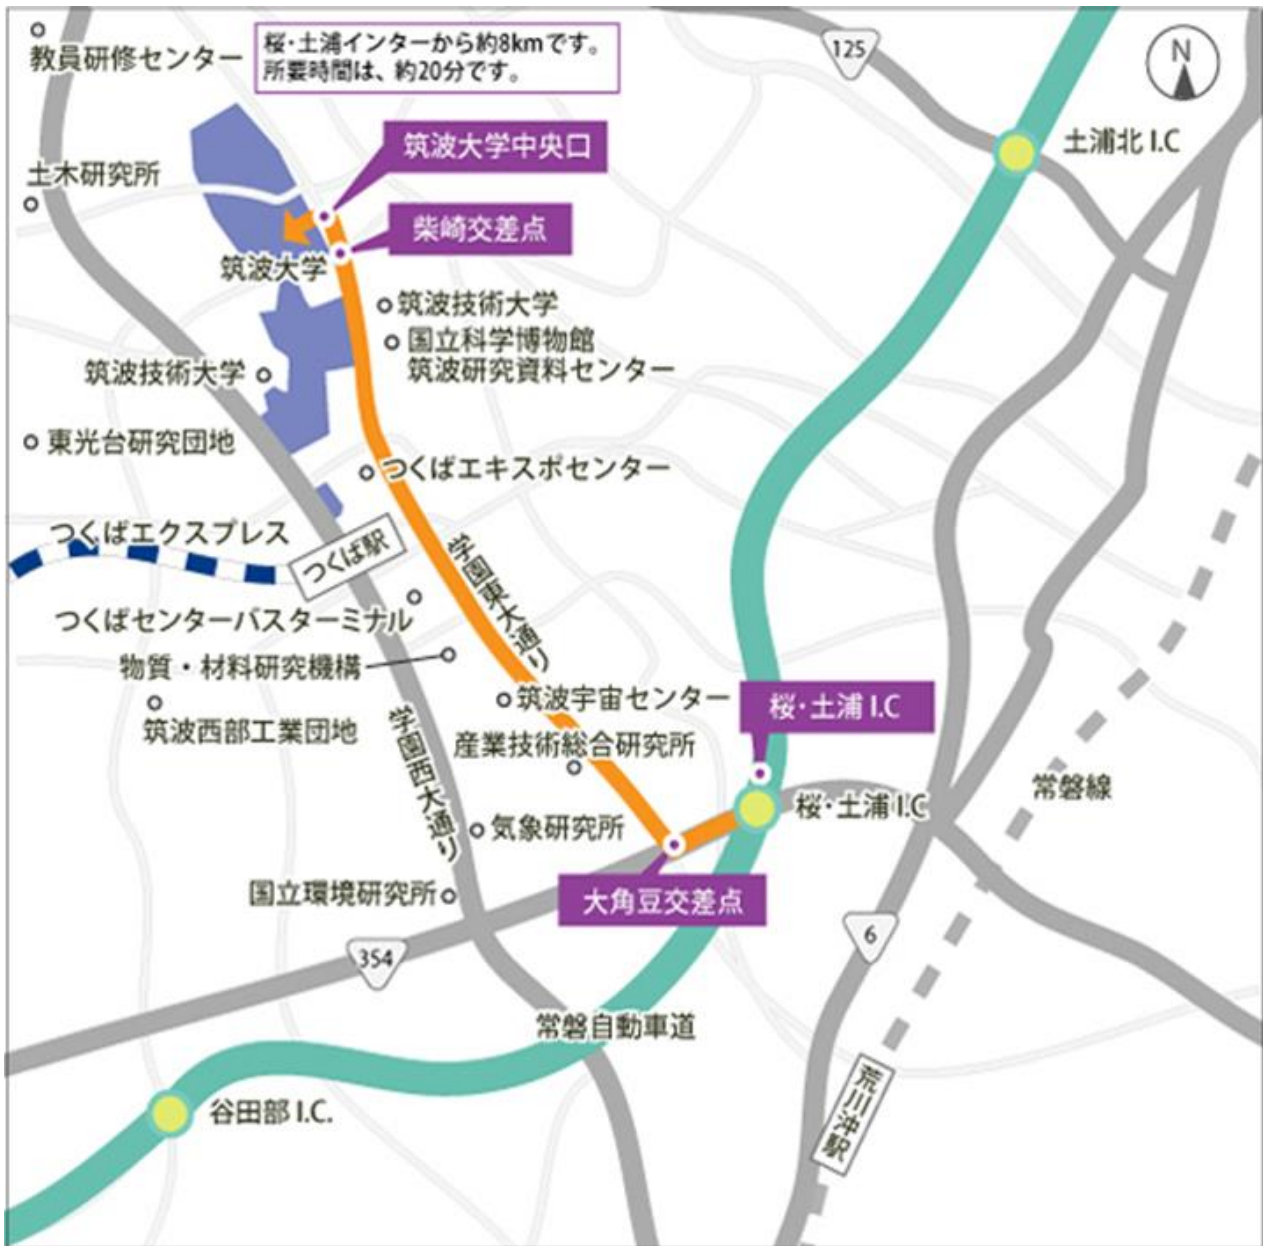 教員研修センター
桜・土浦インターから約8kmです。
所要時間は、約20分です。
125
N
筑波大学中央口
土浦北 I.C
土木研究所
柴崎交差点
筑波大学
筑波技術大学
国立科学博物館
筑波研究資料センター
筑波技術大学
東光台研究団地
つくばエキスポセンター
つくばエクスプレス
つくば駅
学園東大通り
つくばセンターバスターミナル
物質・材料研究機構
筑波宇宙センター
桜・土浦 I.C
筑波西部工業団地
学園西大通り
産業技術総合研究所
常磐線
桜・土浦 I.C
気象研究所
国立環境研究所
大角豆交差点
354
6
常磐自動車道
荒川沖駅
谷田部 I.C.